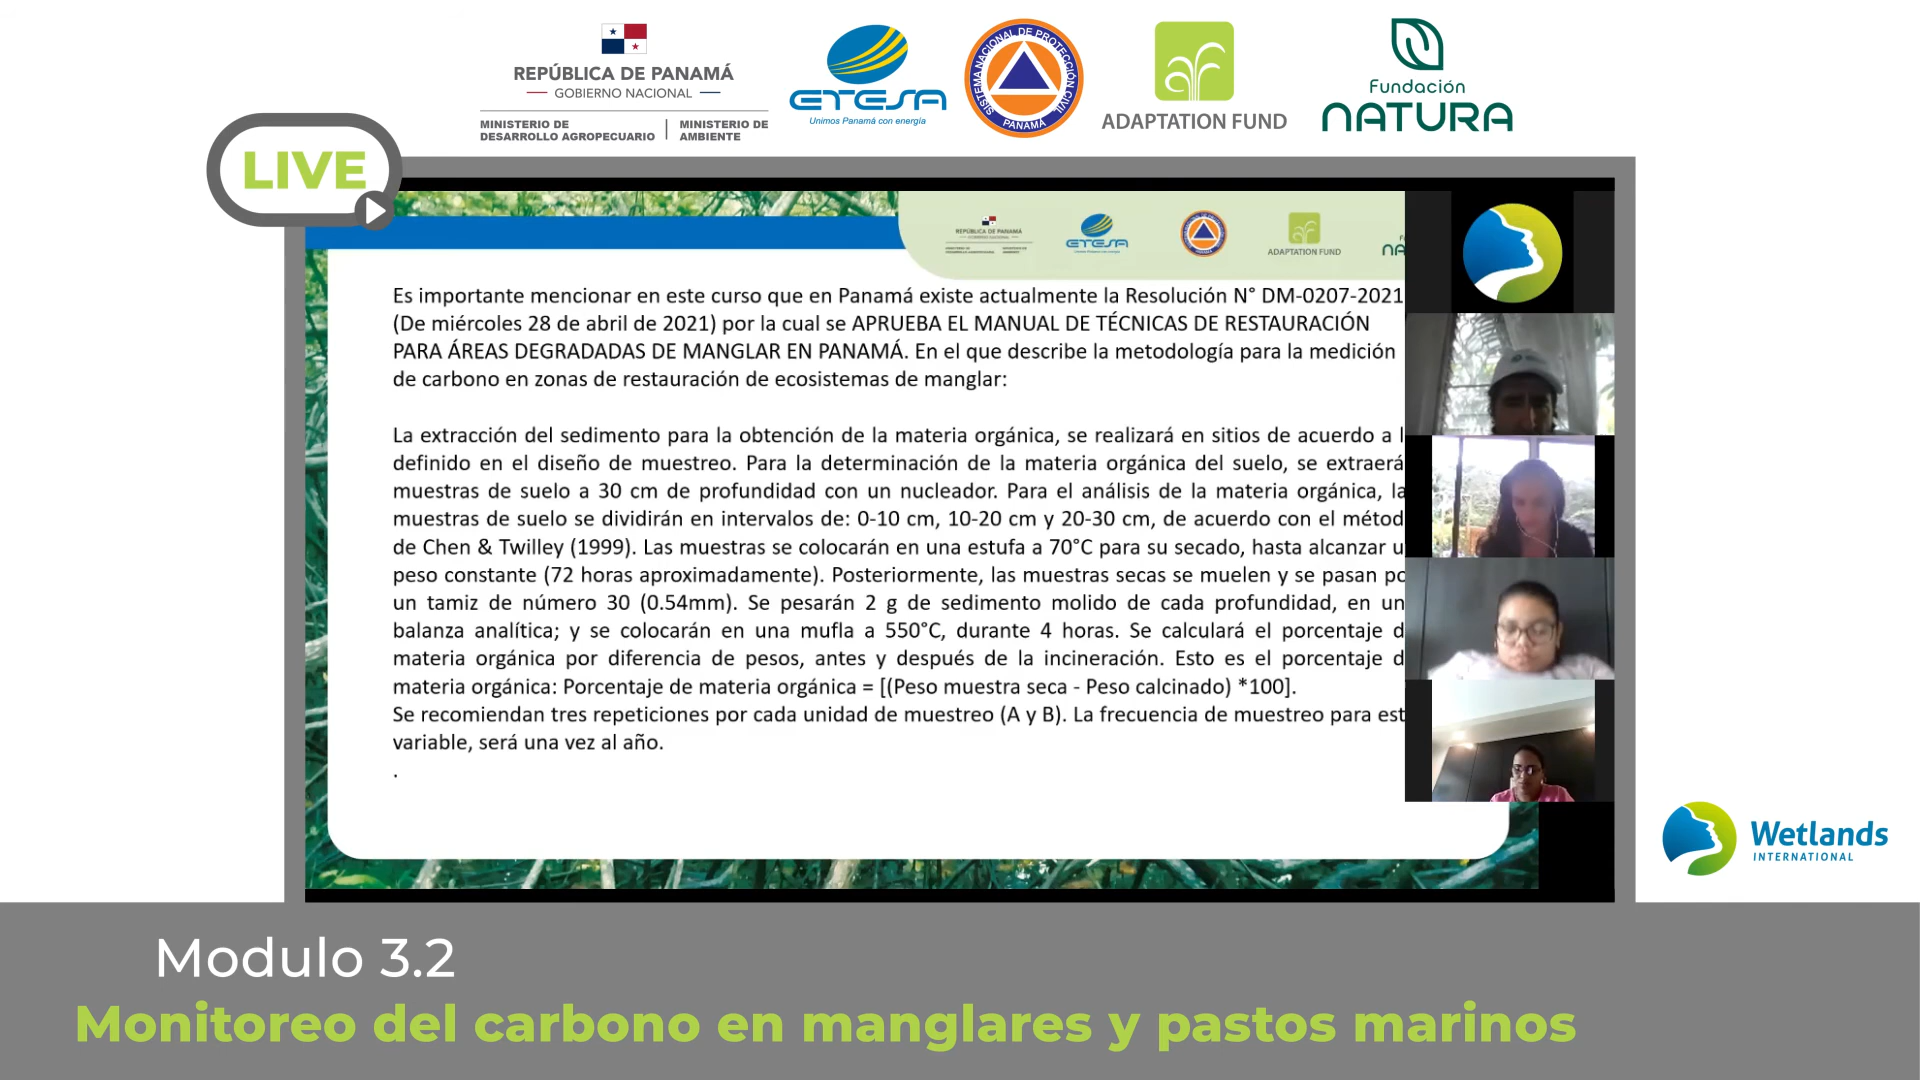 REPÚBLICA DE PANAMÁ
GOBIERNO NACIONAL
MINISTERIO DE
DESARROLLO AGROPECUARIO
MINISTERIO DE
AMBIENTE
ETESA
Unimos Panamá con energía
SISTEMA NACIONAL DE PROTECCIÓN CIVIL
PANAMÁ
ADAPTATION FUND
Fundación
NATURA
LIVE
REPÚBLICA DE PANAMÁ
ETESA
ADAPTATION FUND
Es importante mencionar en este curso que en Panamá existe actualmente la Resolución N° DM-0207-2021
(De miércoles 28 de abril de 2021) por la cual se APRUEBA EL MANUAL DE TÉCNICAS DE RESTAURACIÓN
PARA ÁREAS DEGRADADAS DE MANGLAR EN PANAMÁ. En el que describe la metodología para la medición
de carbono en zonas de restauración de ecosistemas de manglar:
La extracción del sedimento para la obtención de la materia orgánica, se realizará en sitios de acuerdo a
definido en el diseño de muestreo. Para la determinación de la materia orgánica del suelo, se extraerá
muestras de suelo a 30 cm de profundidad con un nucleador. Para el análisis de la materia orgánica, la
muestras de suelo se dividirán en intervalos de: 0-10 cm, 10-20 cm y 20-30 cm, de acuerdo con el métod
de Chen & Twilley (1999). Las muestras se colocarán en una estufa a 70°C para su secado, hasta alcanzar u
peso constante (72 horas aproximadamente). Posteriormente, las muestras secas se muelen y se pasan po
un tamiz de número 30 (0.54mm). Se pesarán 2 g de sedimento molido de cada profundidad, en un
balanza analítica; y se colocarán en una mufla a 550°C, durante 4 horas. Se calculará el porcentaje d
materia orgánica por diferencia de pesos, antes y después de la incineración. Esto es el porcentaje d
materia orgánica: Porcentaje de materia orgánica = [(Peso muestra seca - Peso calcinado) *100].
Se recomiendan tres repeticiones por cada unidad de muestreo (A y B). La frecuencia de muestreo para est
variable, será una vez al año.
.
Wetlands
INTERNATIONAL
Modulo 3.2
Monitoreo del carbono en manglares y pastos marinos